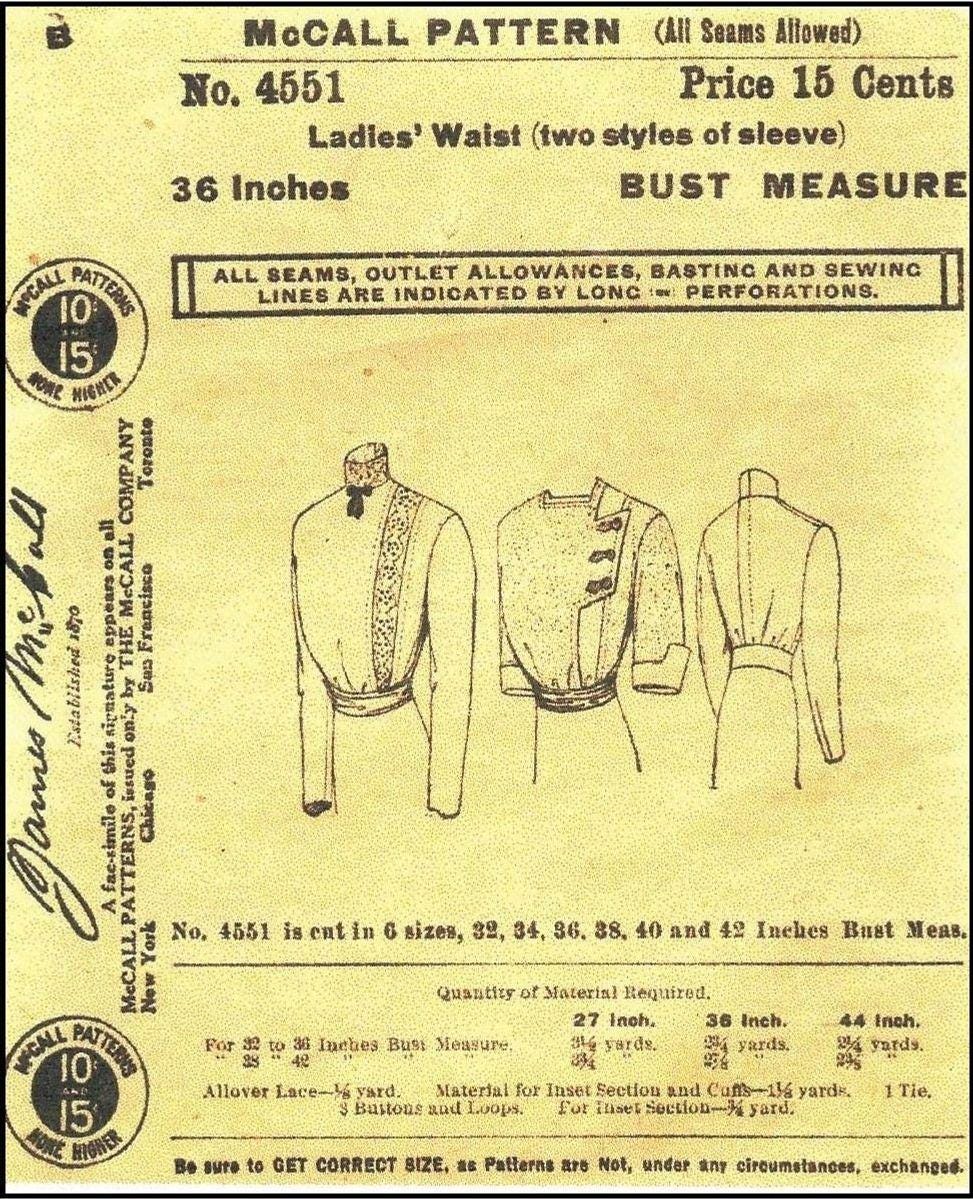 B
McCALL PATTERN (All Seams Allowed)
No. 4551 Price 15 Cents
Ladies' Waist (two styles of sleeve)
36 Inches BUST MEASURE
ALL SEAMS, OUTLET ALLOWANCES, BASTING AND SEWING
LINES ARE INDICATED BY LONG PERFORATIONS.
McCALL PATTERNS
10¢
AND
15¢
NONE HIGHER
James McCall
Established 1870
A fac-simile of this signature appears on all
McCALL PATTERNS, issued only by THE McCALL COMPANY
New York Chicago San Francisco Toronto
No. 4551 is cut in 6 sizes, 32, 34, 36, 38, 40 and 42 Inches Bust Meas.
Quantity of Material Required.
27 Inch. 36 Inch. 44 Inch.
For 32 to 36 Inches Bust Measure. yards. yards. yards.
" 38 " 42 " " " " " "
Allover Lace— yard. Material for Inset Section and Cuffs— yards. 1 Tie.
3 Buttons and Loops. For Inset Section— yard.
McCALL PATTERNS
10¢
AND
15¢
NONE HIGHER
Be sure to GET CORRECT SIZE, as Patterns are Not, under any circumstances, exchanged.